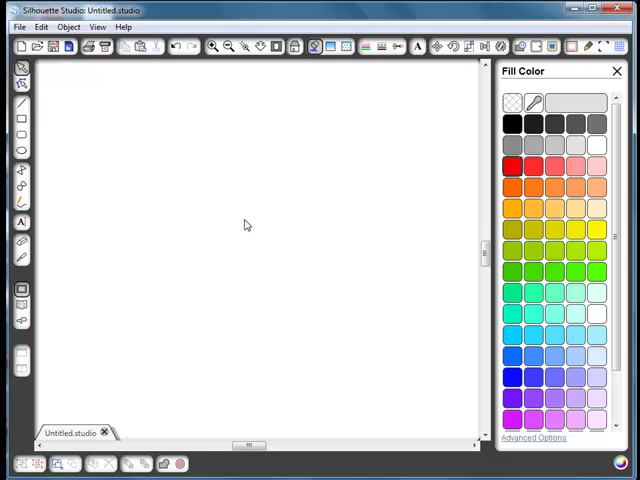 Silhouette Studio: Untitled.studio
File Edit Object View Help
A
Fill Color
A
Advanced Options
Untitled.studio